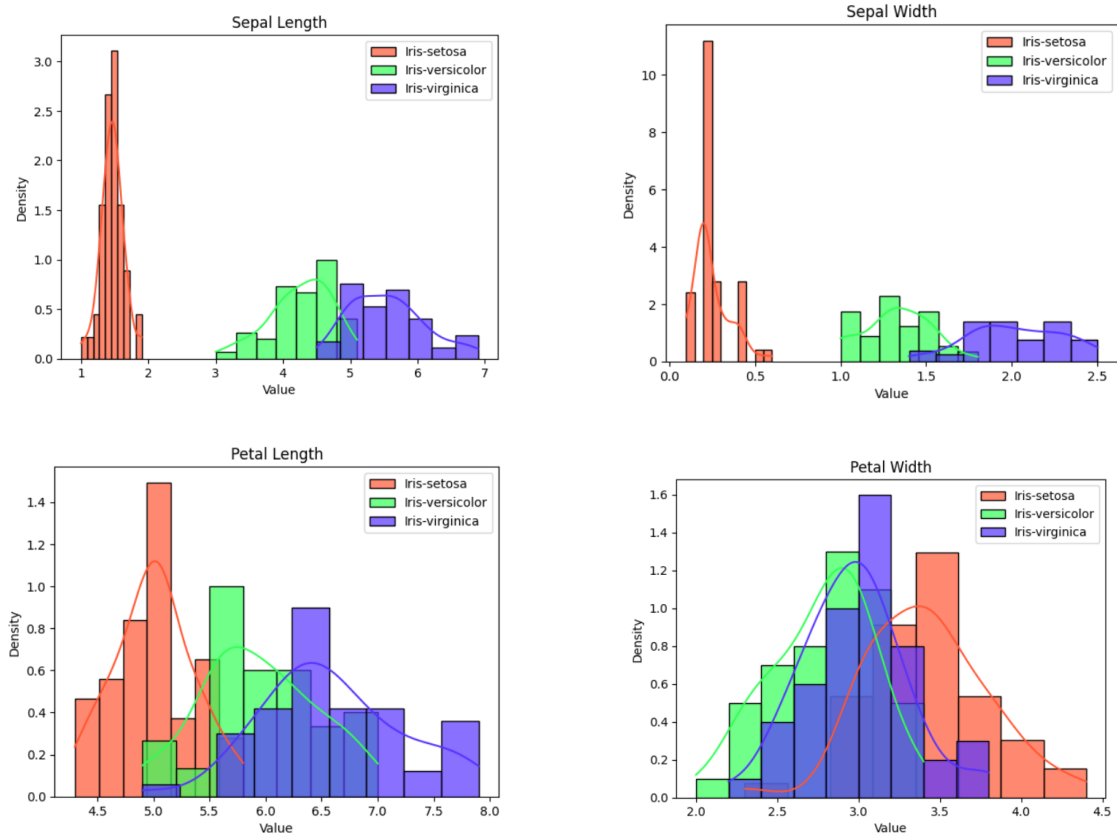 Sepal Length
Iris-setosa
Iris-versicolor
Iris-virginica
3.0
2.5
2.0
1.5
1.0
0.5
0.0
Density
1 2 3 4 5 6 7
Value
Sepal Width
Iris-setosa
Iris-versicolor
Iris-virginica
10
8
6
4
2
0
Density
0.0 0.5 1.0 1.5 2.0 2.5
Value
Petal Length
Iris-setosa
Iris-versicolor
Iris-virginica
1.4
1.2
1.0
0.8
0.6
0.4
0.2
0.0
Density
4.5 5.0 5.5 6.0 6.5 7.0 7.5 8.0
Value
Petal Width
Iris-setosa
Iris-versicolor
Iris-virginica
1.6
1.4
1.2
1.0
0.8
0.6
0.4
0.2
0.0
Density
2.0 2.5 3.0 3.5 4.0 4.5
Value